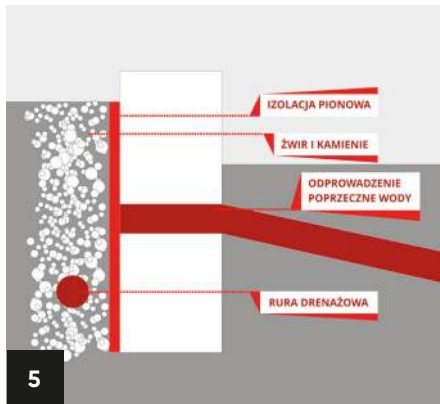 IZOLACJA PIONOWA
ŻWIR I KAMIENIE
ODPROWADZENIE
POPRZECZNE WODY
RURA DRENAŻOWA
5